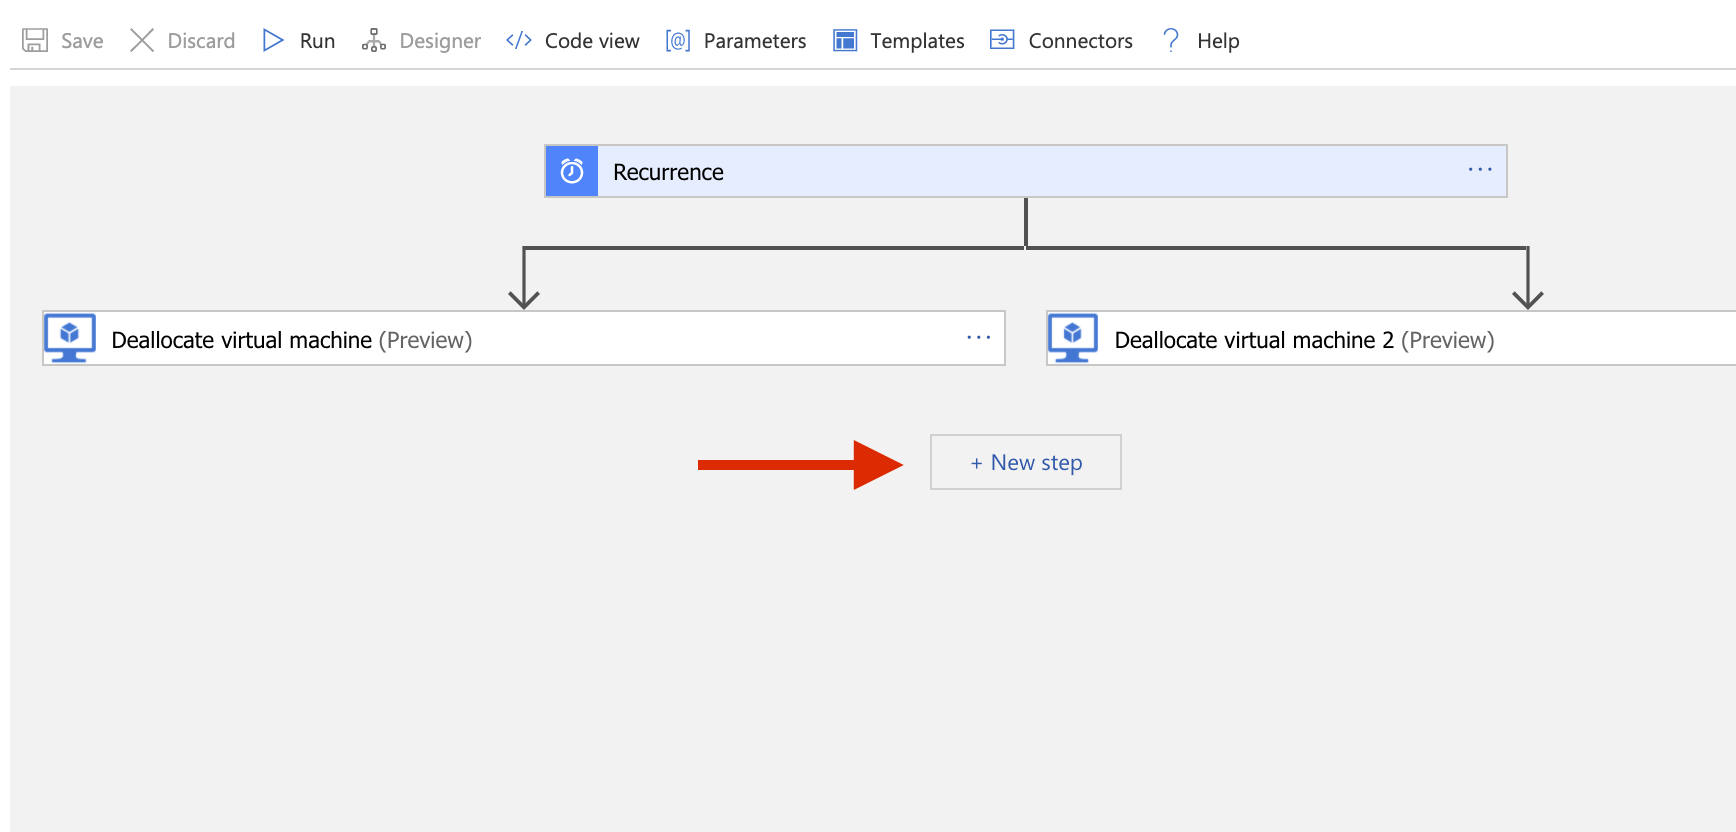 Save Discard Run Designer </> Code view [@] Parameters Templates Connectors ? Help
Recurrence ...
Deallocate virtual machine (Preview) ... Deallocate virtual machine 2 (Preview)
+ New step